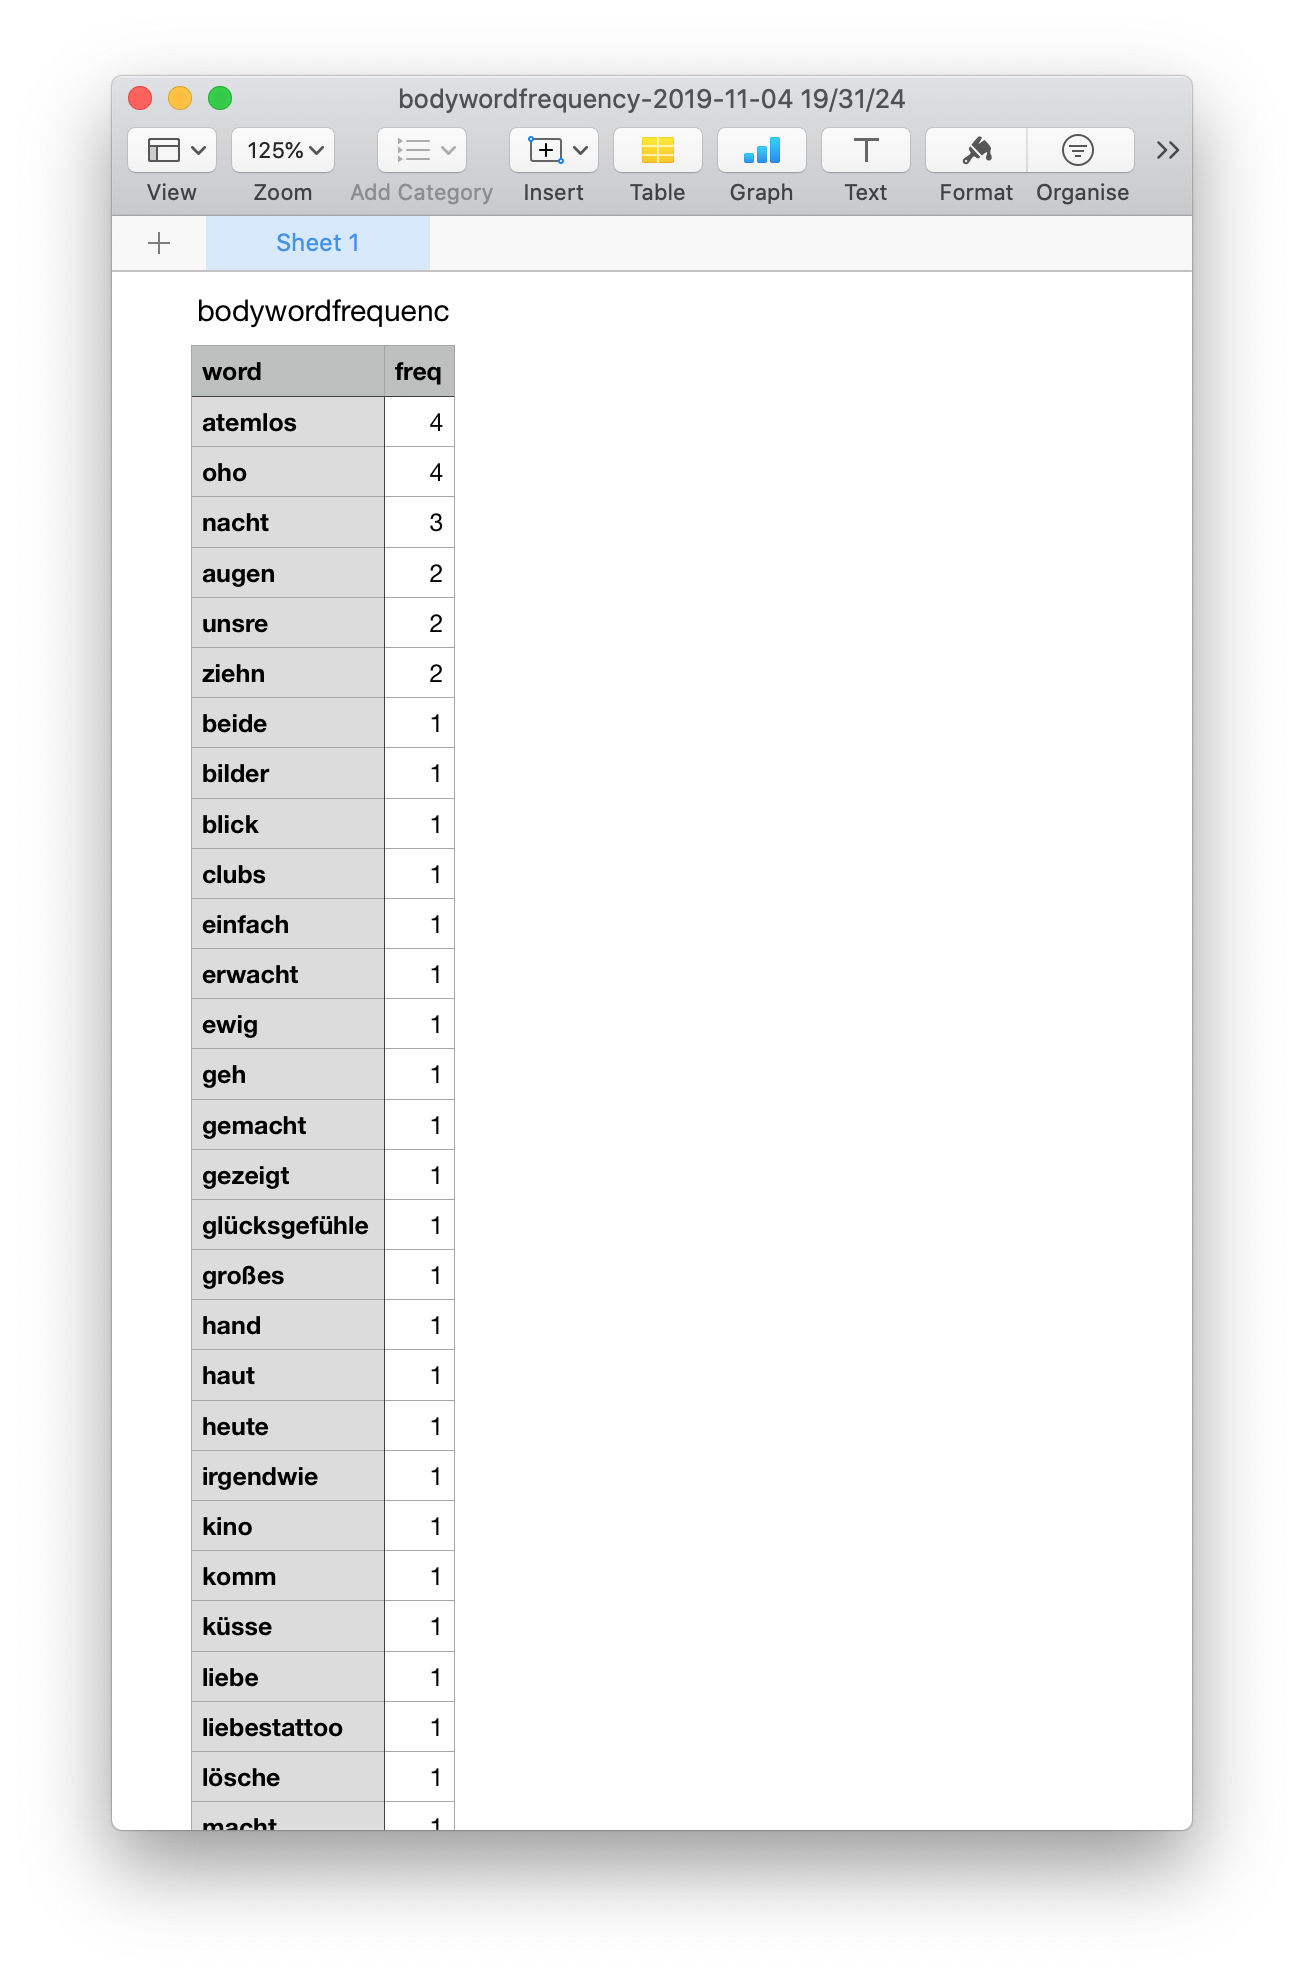 bodywordfrequency-2019-11-04 19/31/24
125%
View Zoom Add Category Insert Table Graph Text Format Organise
Sheet 1
bodywordfrequenc
word freq
atemlos 4
oho 4
nacht 3
augen 2
unsre 2
ziehn 2
beide 1
bilder 1
blick 1
clubs 1
einfach 1
erwacht 1
ewig 1
geh 1
gemacht 1
gezeigt 1
glücksgefühle 1
großes 1
hand 1
haut 1
heute 1
irgendwie 1
kino 1
komm 1
küsse 1
liebe 1
liebestattoo 1
lösche 1
macht 1